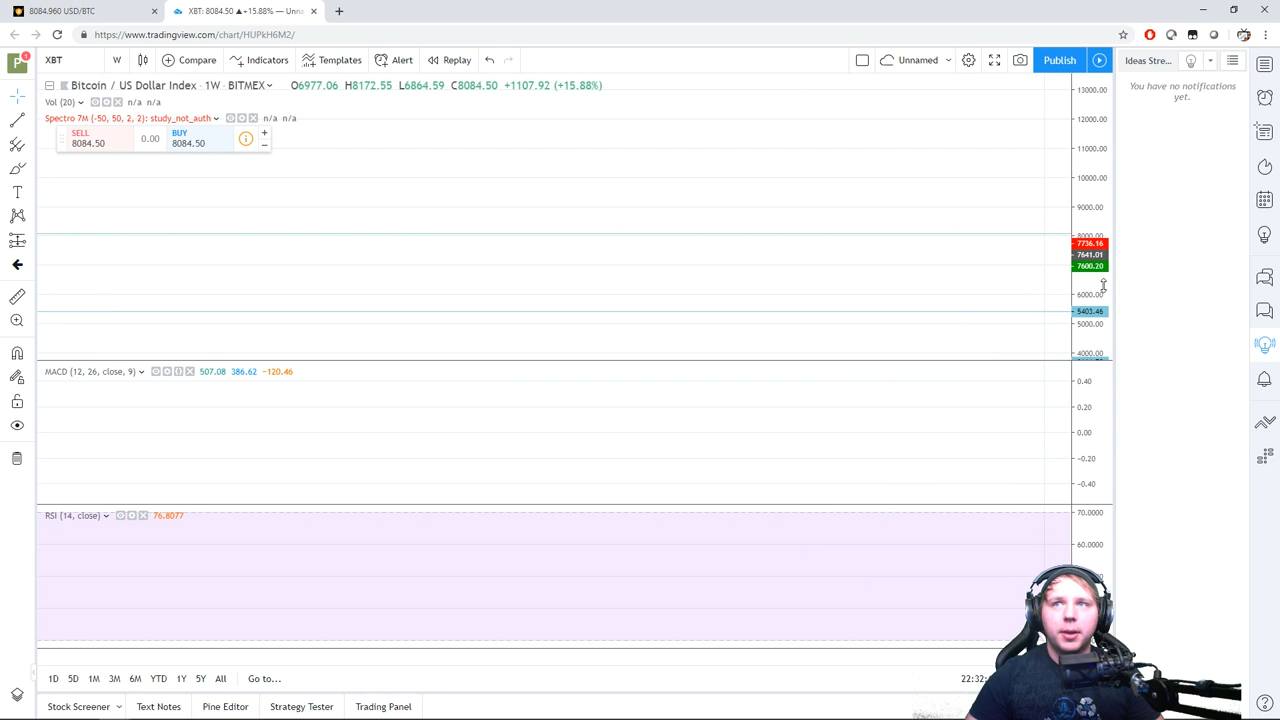 8084.960 USD/BTC
XBT: 8084.50 ▲+15.88% — Unna
https://www.tradingview.com/chart/HUPkH6M2/
P 1
XBT W Compare Indicators Templates Alert Replay Unnamed Publish Ideas Stre...
Bitcoin / US Dollar Index · 1W · BITMEX O6977.06 H8172.55 L6864.59 C8084.50 +1107.92 (+15.88%)
You have no notifications yet.
Vol (20) n/a n/a
Spectro 7M (-50, 50, 2, 2): study_not_auth n/a n/a
SELL
8084.50
0.00
BUY
8084.50
13000.00
12000.00
11000.00
10000.00
9000.00
8000.00
7736.16
7641.01
7600.20
6000.00
5403.46
5000.00
4000.00
MACD (12, 26, close, 9) 507.08 386.62 −120.46
0.40
0.20
0.00
−0.20
−0.40
RSI (14, close) 76.8077
70.0000
60.0000
1D 5D 1M 3M 6M YTD 1Y 5Y All Go to... 22:32:
Stock Screener Text Notes Pine Editor Strategy Tester Trading Panel